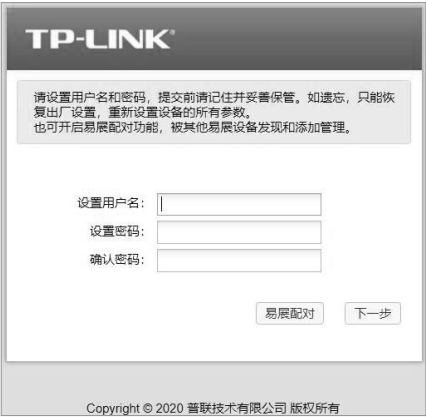 TP-LINK®
请设置用户名和密码，提交前请记住并妥善保管。如遗忘，只能恢
复出厂设置，重新设置设备的所有参数。
也可开启易展配对功能，被其他易展设备发现和添加管理。
设置用户名：
设置密码：
确认密码：
易展配对 下一步
Copyright © 2020 普联技术有限公司 版权所有